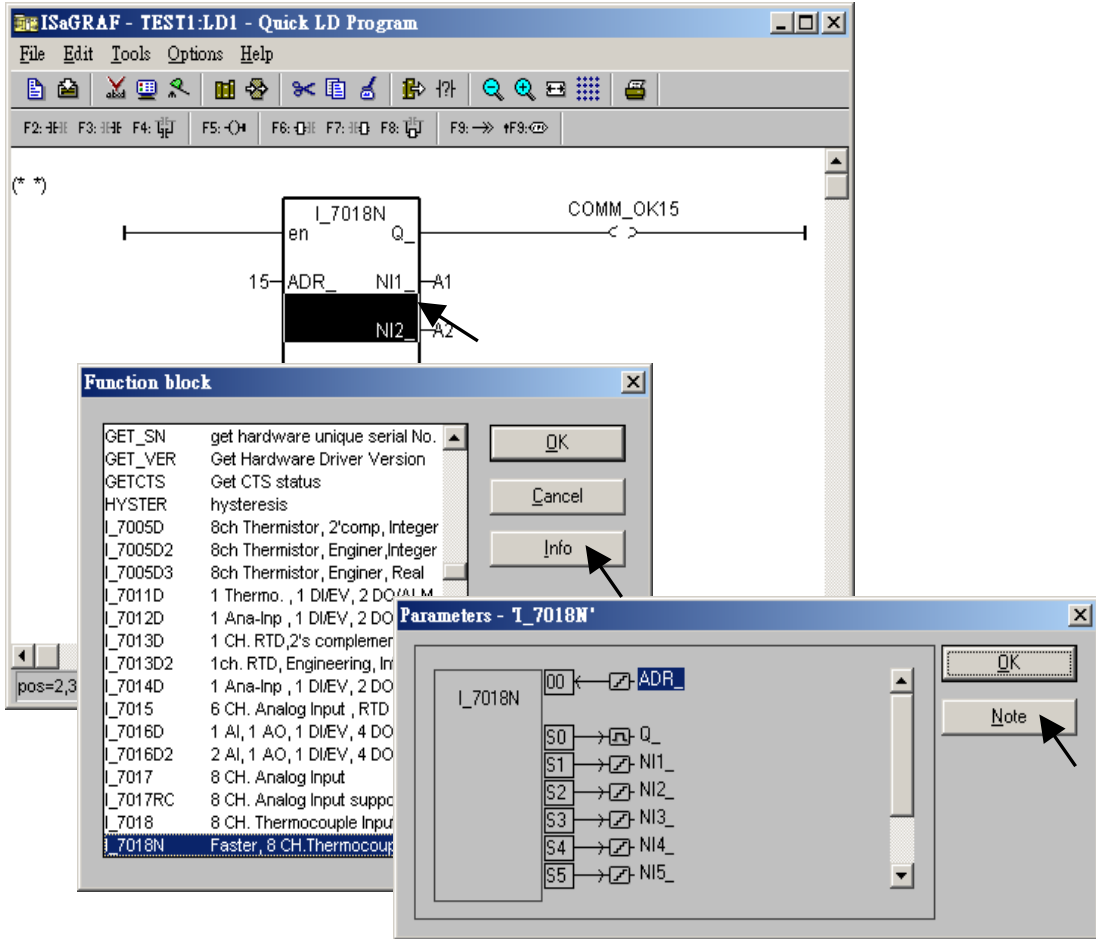 ISaGRAF - TEST1:LD1 - Quick LD Program
File Edit Tools Options Help
F2: F3: F4: F5: F6: F7: F8: F9: ↑F9:
(* *)
I_7018N COMM_OK15
en Q_
15 ADR_ NI1_ A1
NI2_ A2
pos=2,3
Function block
GET_SN get hardware unique serial No.
GET_VER Get Hardware Driver Version
GETCTS Get CTS status
HYSTER hysteresis
I_7005D 8ch Thermistor, 2'comp, Integer
I_7005D2 8ch Thermistor, Enginer,Integer
I_7005D3 8ch Thermistor, Enginer, Real
I_7011D 1 Thermo. , 1 DI/EV, 2 DO/ALM
I_7012D 1 Ana-Inp , 1 DI/EV, 2 DO
I_7013D 1 CH. RTD,2's
I_7013D2 1ch. RTD, Engineering,
I_7014D 1 Ana-Inp , 1 DI/EV, 2 DO
I_7015 6 CH. Analog Input , RTD
I_7016D 1 AI, 1 AO, 1 DI/EV, 4 DO
I_7016D2 2 AI, 1 AO, 1 DI/EV, 4 DO
I_7017 8 CH. Analog Input
I_7017RC 8 CH. Analog Input
I_7018 8 CH. Thermocouple Input
I_7018N Faster, 8 CH.Thermocoup
OK
Cancel
Info
Parameters - 'I_7018N'
I_7018N
00 ADR_
S0 Q_
S1 NI1_
S2 NI2_
S3 NI3_
S4 NI4_
S5 NI5_
OK
Note